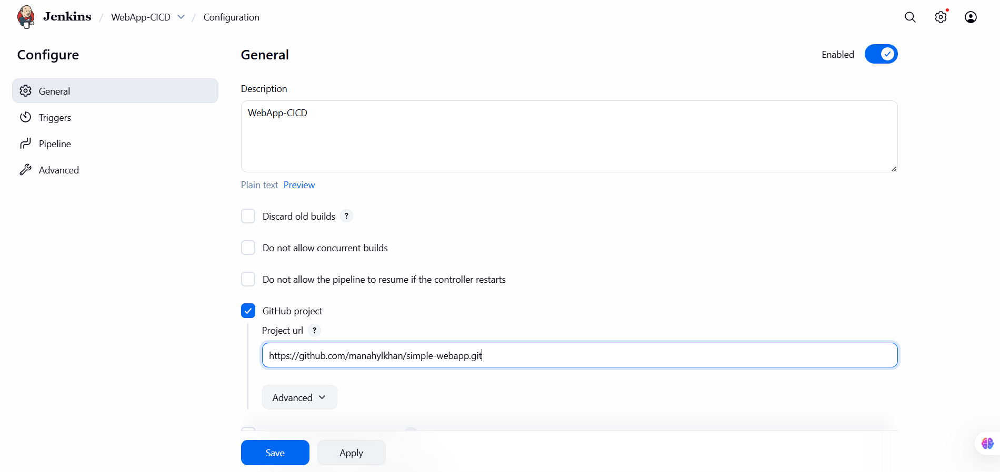 Jenkins / WebApp-CICD / Configuration
Configure
General
Triggers
Pipeline
Advanced
General
Enabled
Description
WebApp-CICD
Plain text Preview
Discard old builds ?
Do not allow concurrent builds
Do not allow the pipeline to resume if the controller restarts
GitHub project
Project url ?
https://github.com/manahylkhan/simple-webapp.git
Advanced
Save Apply